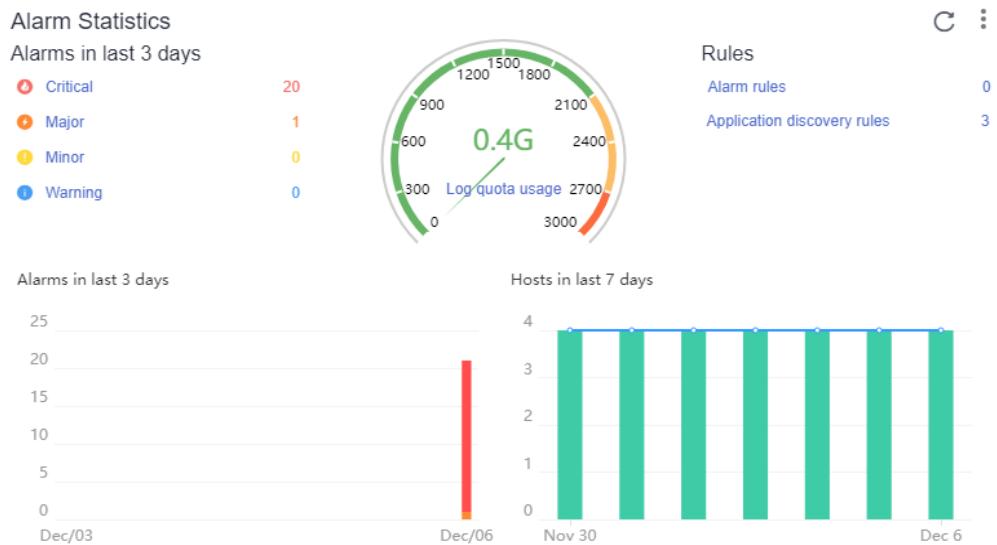 Alarm Statistics
Alarms in last 3 days
Critical 20
Major 1
Minor 0
Warning 0
0
300
600
900
1200
1500
1800
2100
2400
2700
3000
0.4G
Log quota usage
Rules
Alarm rules 0
Application discovery rules 3
Alarms in last 3 days
25
20
15
10
5
0
Dec/03 Dec/06
Hosts in last 7 days
4
3
2
1
0
Nov 30 Dec 6